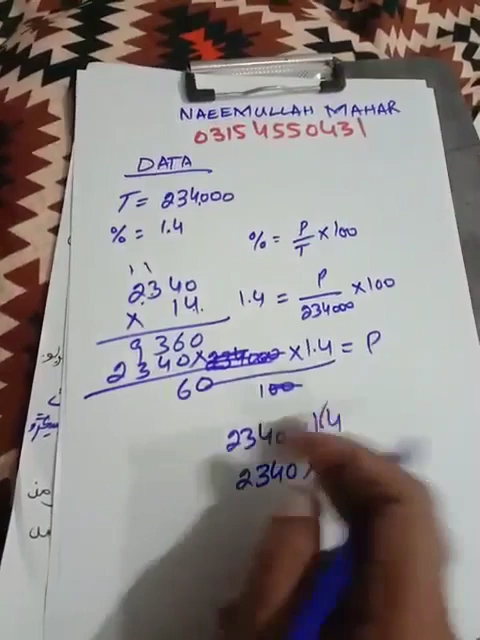 NAEEMULLAH MAHAR
03154550431
DATA
T = 234000
% = 1.4
% = P/T × 100
1.4 = P/234000 × 100
2340
× 14
9360
2340×
60
234000 × 1.4 = P
100
2340 14
2340 ×